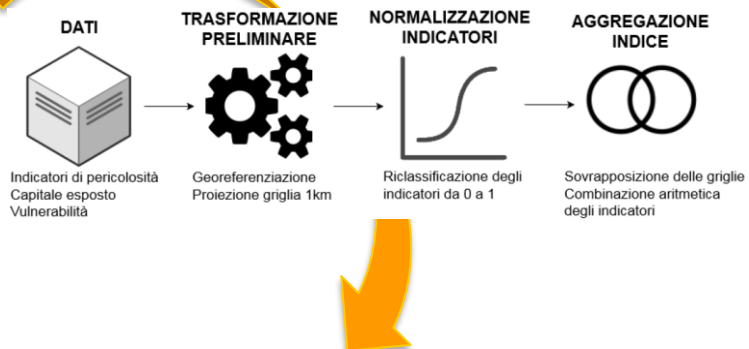 DATI
Indicatori di pericolosità
Capitale esposto
Vulnerabilità
TRASFORMAZIONE
PRELIMINARE
Georeferenziazione
Proiezione griglia 1km
NORMALIZZAZIONE
INDICATORI
Riclassificazione degli
indicatori da 0 a 1
AGGREGAZIONE
INDICE
Sovrapposizione delle griglie
Combinazione aritmetica
degli indicatori